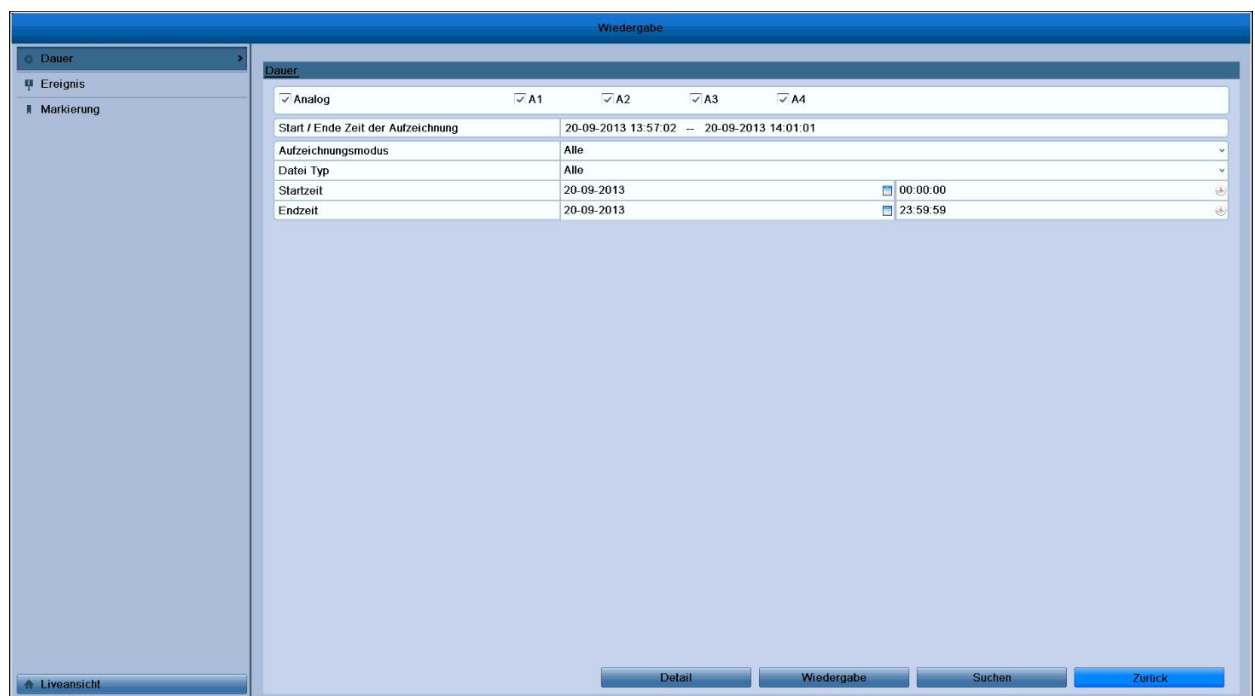 Wiedergabe
Dauer
Ereignis
Markierung
Dauer
Analog A1 A2 A3 A4
Start / Ende Zeit der Aufzeichnung 20-09-2013 13:57:02 -- 20-09-2013 14:01:01
Aufzeichnungsmodus Alle
Datei Typ Alle
Startzeit 20-09-2013 00:00:00
Endzeit 20-09-2013 23:59:59
Liveansicht
Detail Wiedergabe Suchen Zurück